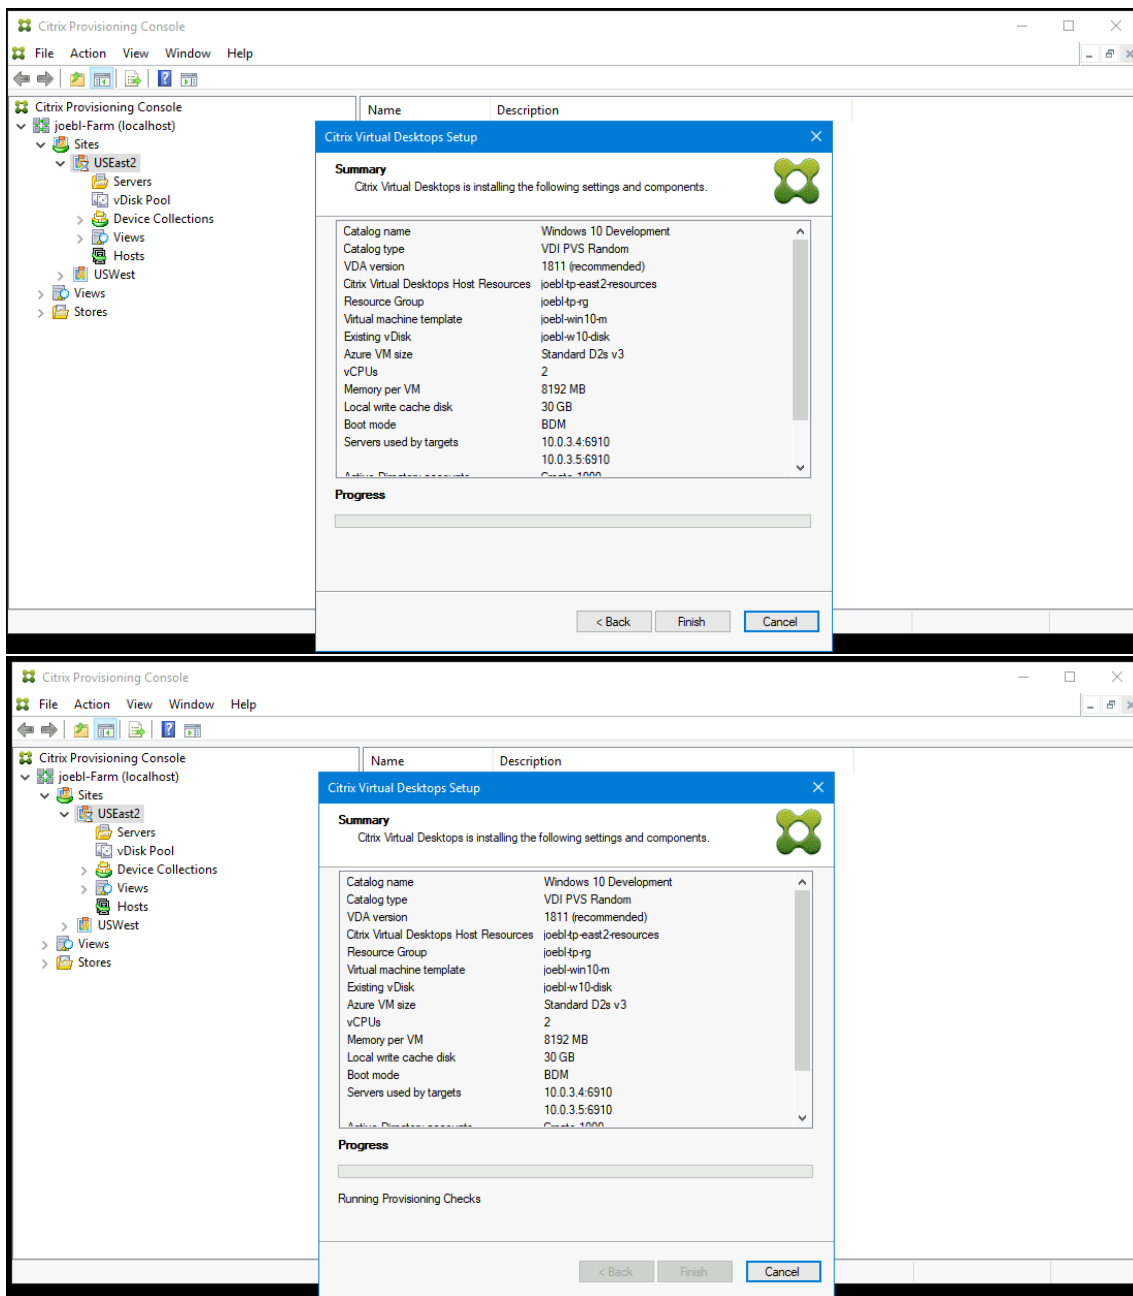 Citrix Provisioning Console
File Action View Window Help
Citrix Provisioning Console
joebl-Farm (localhost)
Sites
USEast2
Servers
vDisk Pool
Device Collections
Views
Hosts
USWest
Views
Stores
Name Description
Citrix Virtual Desktops Setup
Summary
Citrix Virtual Desktops is installing the following settings and components.
Catalog name Windows 10 Development
Catalog type VDI PVS Random
VDA version 1811 (recommended)
Citrix Virtual Desktops Host Resources joebl-tp-east2-resources
Resource Group joebl-tp-rg
Virtual machine template joebl-win10-m
Existing vDisk joebl-w10-disk
Azure VM size Standard D2s v3
vCPUs 2
Memory per VM 8192 MB
Local write cache disk 30 GB
Boot mode BDM
Servers used by targets 10.0.3.4:6910
10.0.3.5:6910
Active Directory accounts Create 1000
Progress
< Back Finish Cancel
Citrix Provisioning Console
File Action View Window Help
Citrix Provisioning Console
joebl-Farm (localhost)
Sites
USEast2
Servers
vDisk Pool
Device Collections
Views
Hosts
USWest
Views
Stores
Name Description
Citrix Virtual Desktops Setup
Summary
Citrix Virtual Desktops is installing the following settings and components.
Catalog name Windows 10 Development
Catalog type VDI PVS Random
VDA version 1811 (recommended)
Citrix Virtual Desktops Host Resources joebl-tp-east2-resources
Resource Group joebl-tp-rg
Virtual machine template joebl-win10-m
Existing vDisk joebl-w10-disk
Azure VM size Standard D2s v3
vCPUs 2
Memory per VM 8192 MB
Local write cache disk 30 GB
Boot mode BDM
Servers used by targets 10.0.3.4:6910
10.0.3.5:6910
Active Directory accounts Create 1000
Progress
Running Provisioning Checks
< Back Finish Cancel